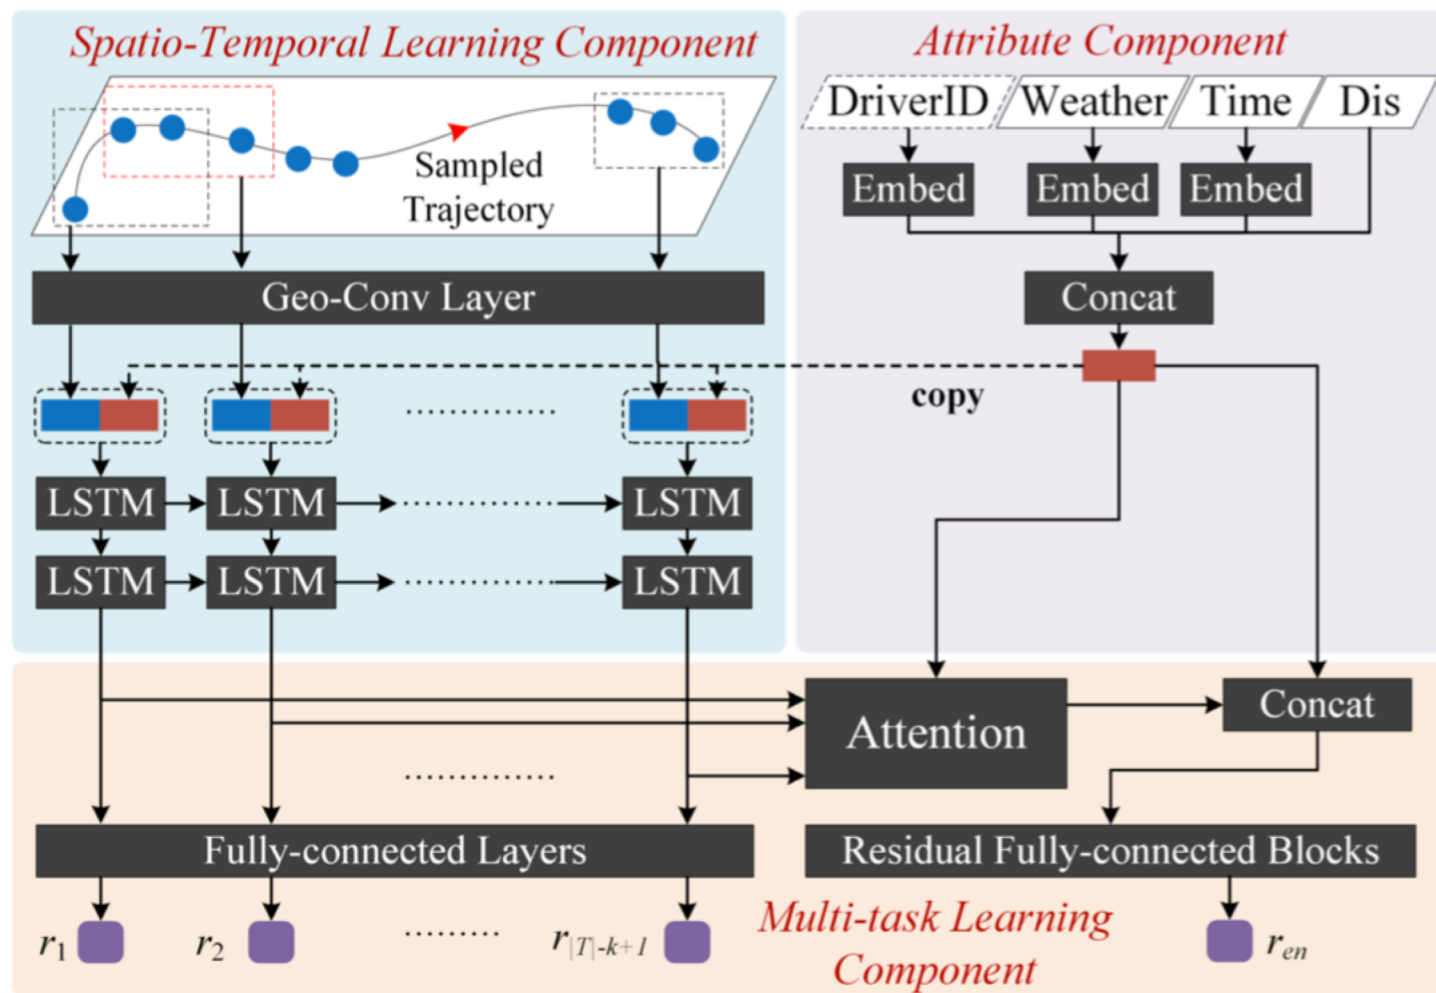 Spatio-Temporal Learning Component
Attribute Component
DriverID Weather Time Dis
Sampled
Trajectory
Embed Embed Embed
Geo-Conv Layer
Concat
copy
LSTM LSTM LSTM
LSTM LSTM LSTM
Attention
Concat
Fully-connected Layers
Residual Fully-connected Blocks
r1 r2 r|T|-k+1
Multi-task Learning
Component
ren